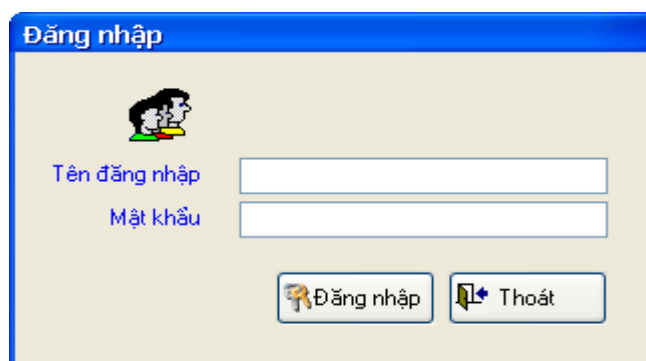 Đăng nhập
Tên đăng nhập
Mật khẩu
Đăng nhập Thoát